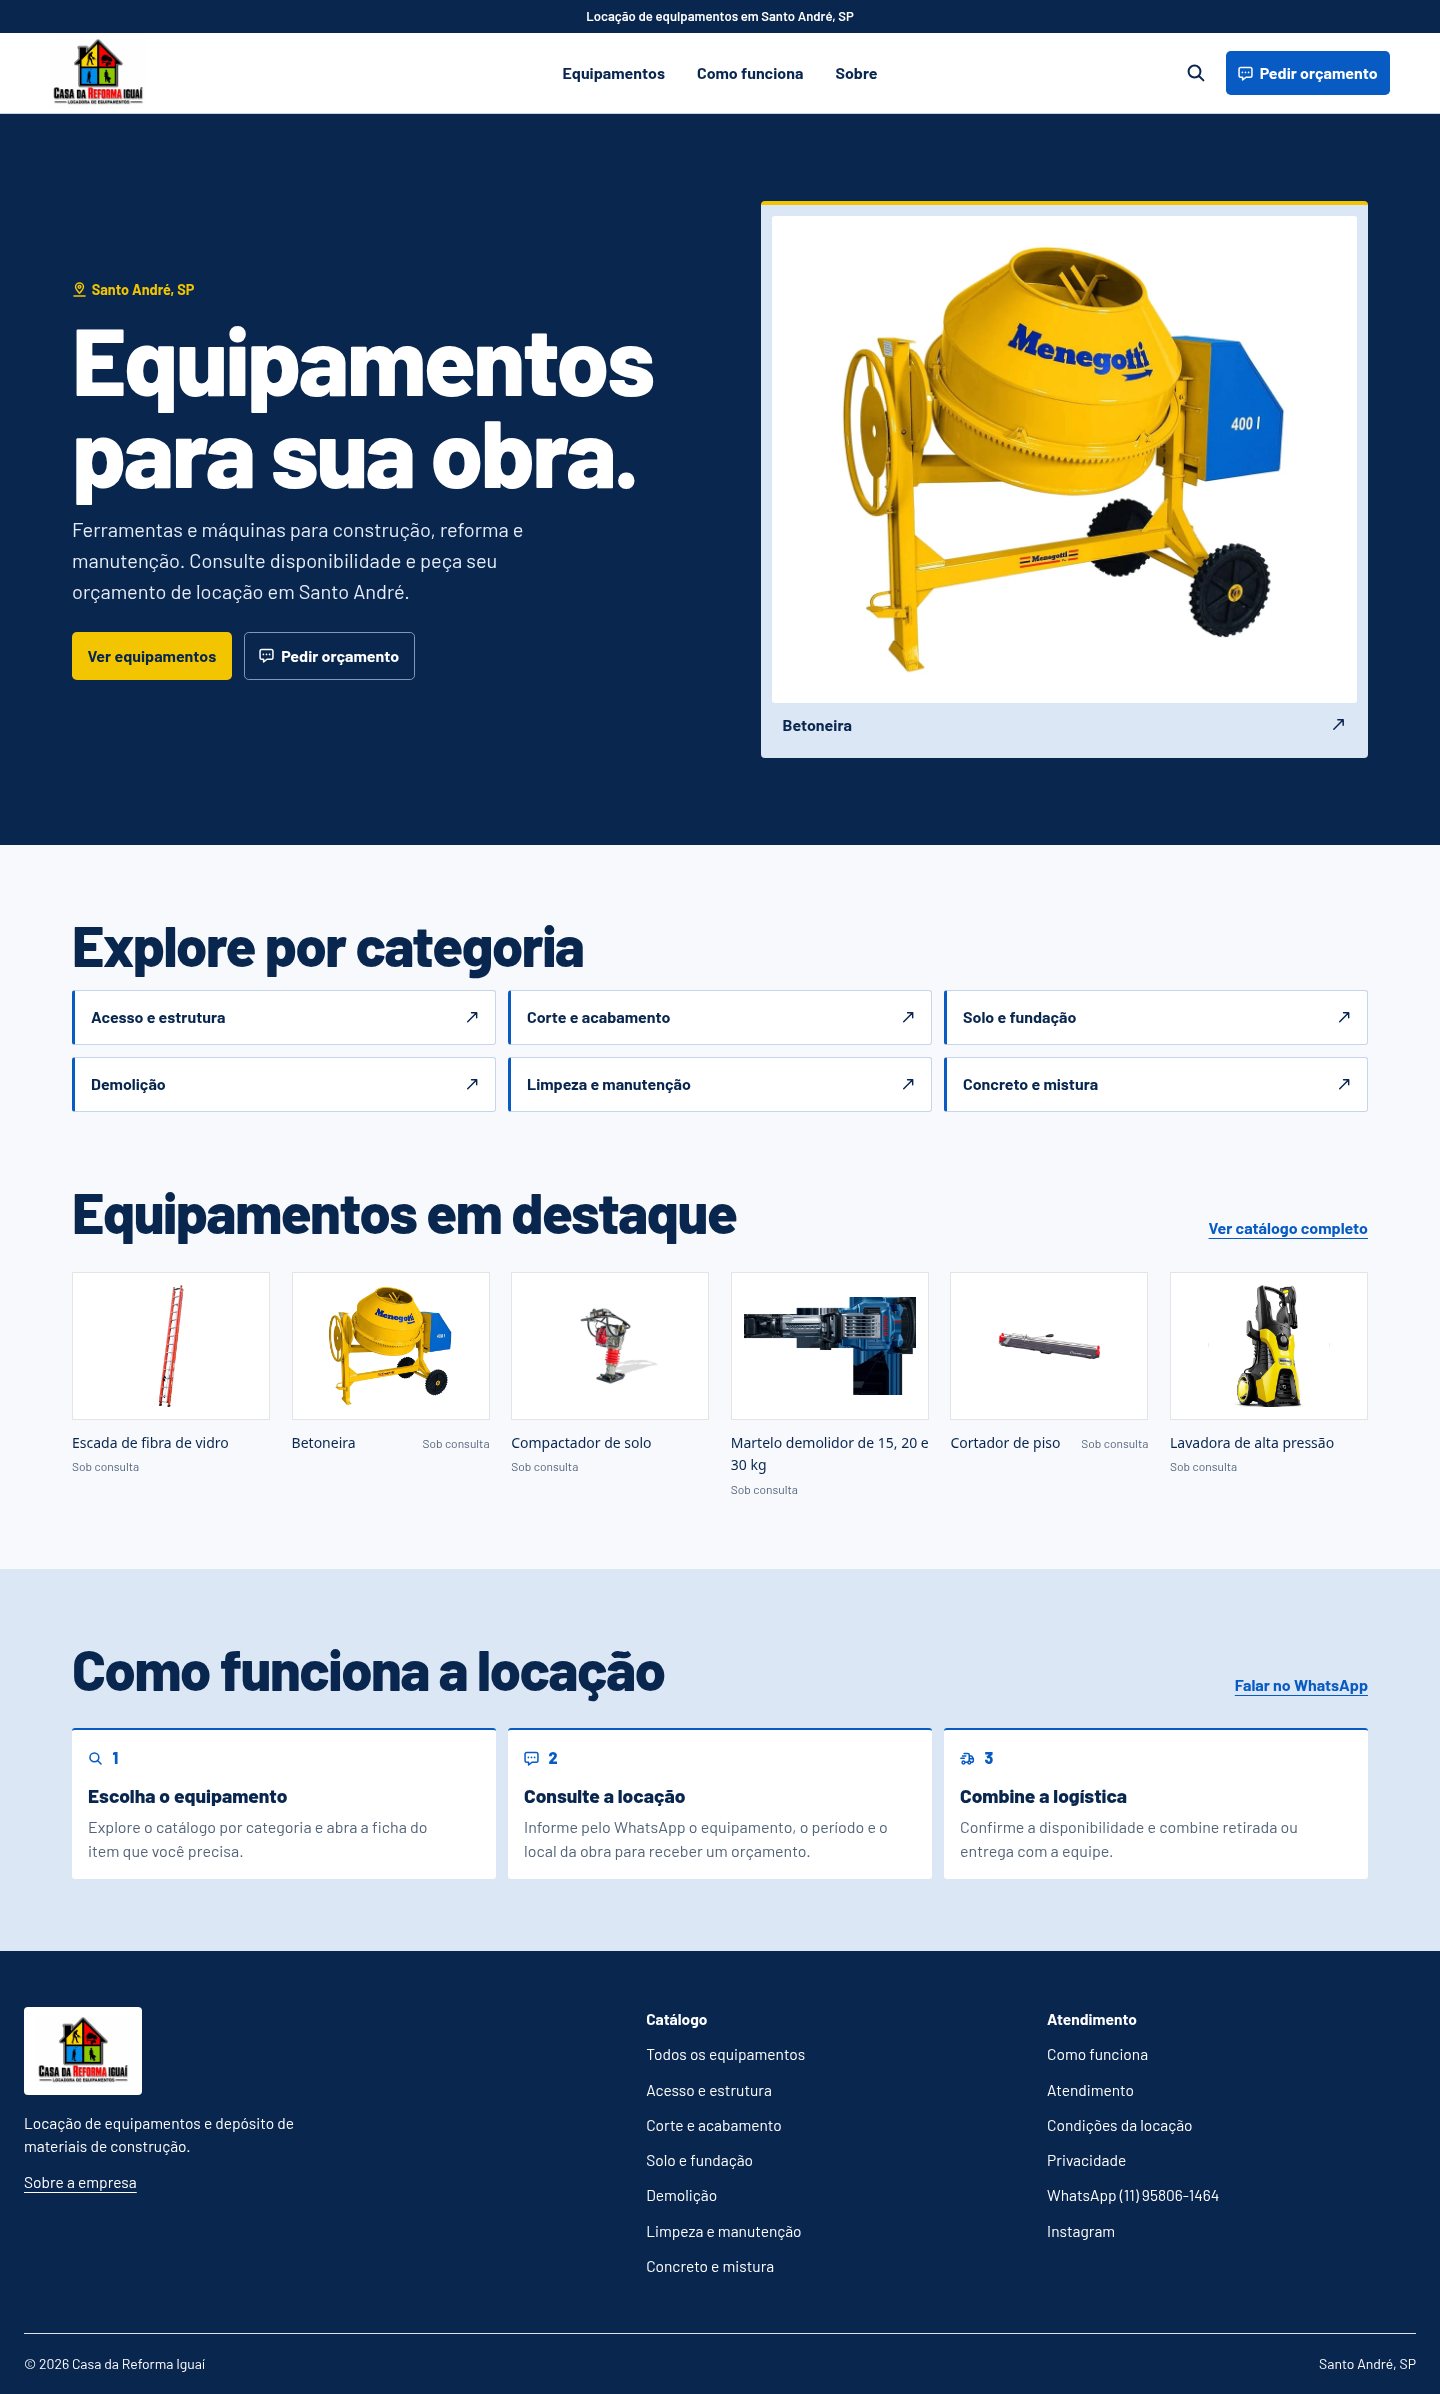 Locação de equipamentos em Santo André, SP
CASA DA REFORMA IGUAÍ
LOCADORA DE EQUIPAMENTOS
Equipamentos
Como funciona
Sobre
Pedir orçamento
Santo André, SP
Equipamentos
para sua obra.
Ferramentas e máquinas para construção, reforma e
manutenção. Consulte disponibilidade e peça seu
orçamento de locação em Santo André.
Ver equipamentos
Pedir orçamento
Menegotti
400 l
Menegotti
Betoneira
Explore por categoria
Acesso e estrutura
Corte e acabamento
Solo e fundação
Demolição
Limpeza e manutenção
Concreto e mistura
Equipamentos em destaque
Ver catálogo completo
Menegotti
400 l
Escada de fibra de vidro
Sob consulta
Betoneira
Sob consulta
Compactador de solo
Sob consulta
Martelo demolidor de 15, 20 e
30 kg
Sob consulta
Cortador de piso
Sob consulta
Lavadora de alta pressão
Sob consulta
Como funciona a locação
Falar no WhatsApp
1
Escolha o equipamento
Explore o catálogo por categoria e abra a ficha do
item que você precisa.
2
Consulte a locação
Informe pelo WhatsApp o equipamento, o período e o
local da obra para receber um orçamento.
3
Combine a logística
Confirme a disponibilidade e combine retirada ou
entrega com a equipe.
CASA DA REFORMA IGUAÍ
LOCADORA DE EQUIPAMENTOS
Locação de equipamentos e depósito de
materiais de construção.
Sobre a empresa
Catálogo
Todos os equipamentos
Acesso e estrutura
Corte e acabamento
Solo e fundação
Demolição
Limpeza e manutenção
Concreto e mistura
Atendimento
Como funciona
Atendimento
Condições da locação
Privacidade
WhatsApp (11) 95806-1464
Instagram
© 2026 Casa da Reforma Iguaí
Santo André, SP